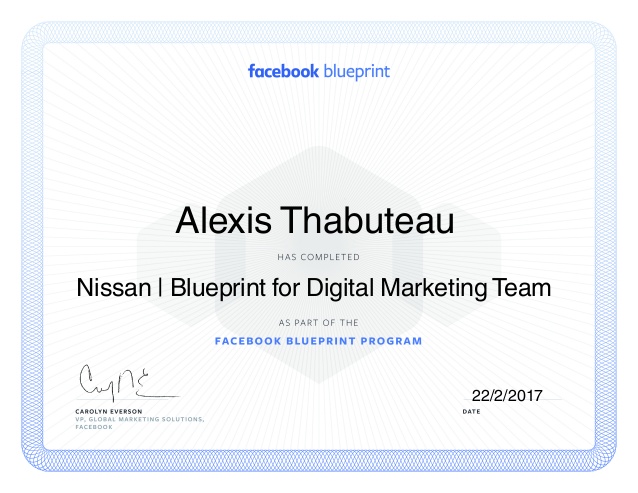 facebook blueprint
Alexis Thabuteau
HAS COMPLETED
Nissan | Blueprint for Digital Marketing Team
AS PART OF THE
FACEBOOK BLUEPRINT PROGRAM
22/2/2017
CAROLYN EVERSON
DATE
VP, GLOBAL MARKETING SOLUTIONS,
FACEBOOK